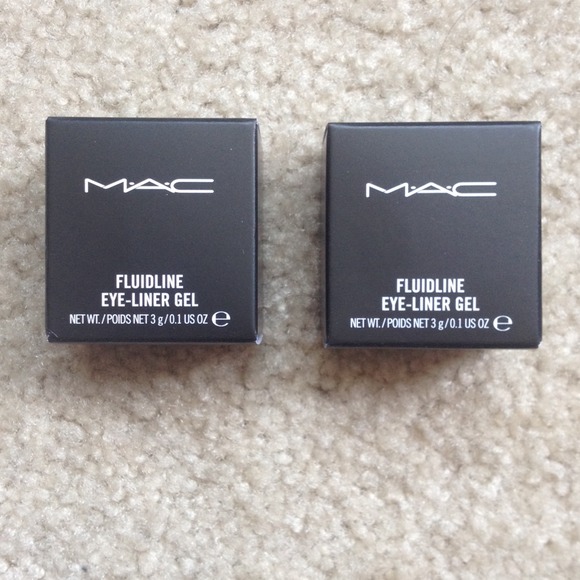 M·A·C
FLUIDLINE
EYE-LINER GEL
NET WT./POIDS NET 3 g/0.1 US OZ ℮
M·A·C
FLUIDLINE
EYE-LINER GEL
NET WT./POIDS NET 3 g/0.1 US OZ ℮